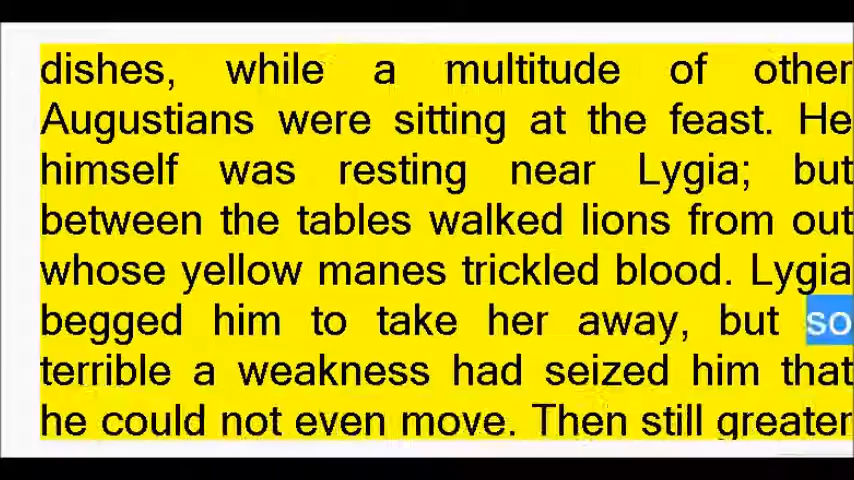 dishes, while a multitude of other
Augustians were sitting at the feast. He
himself was resting near Lygia; but
between the tables walked lions from out
whose yellow manes trickled blood. Lygia
begged him to take her away, but so
terrible a weakness had seized him that
he could not even move. Then still greater